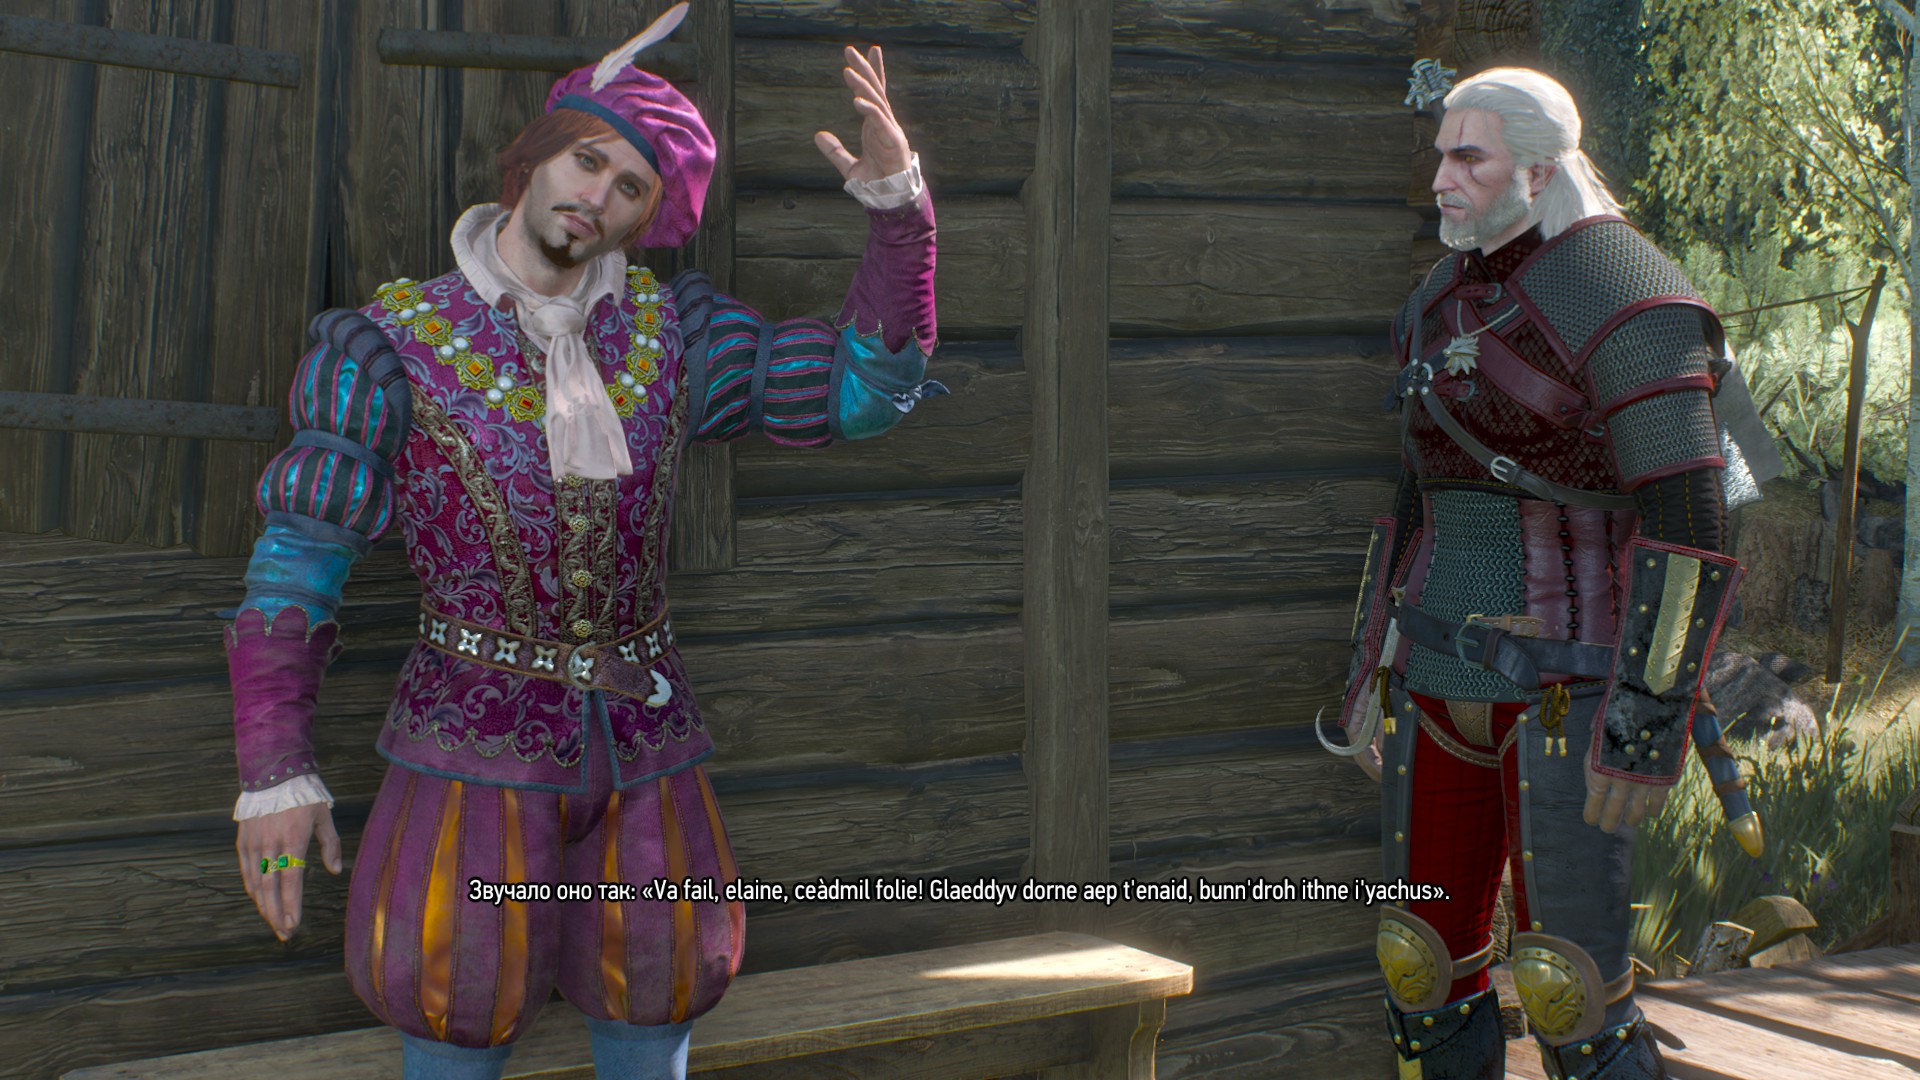 Звучало оно так: «Va fail, elaine, ceàdmil folie! Glaeddyv dorne aep t'enaid, bunn'droh ithne i'yachus».